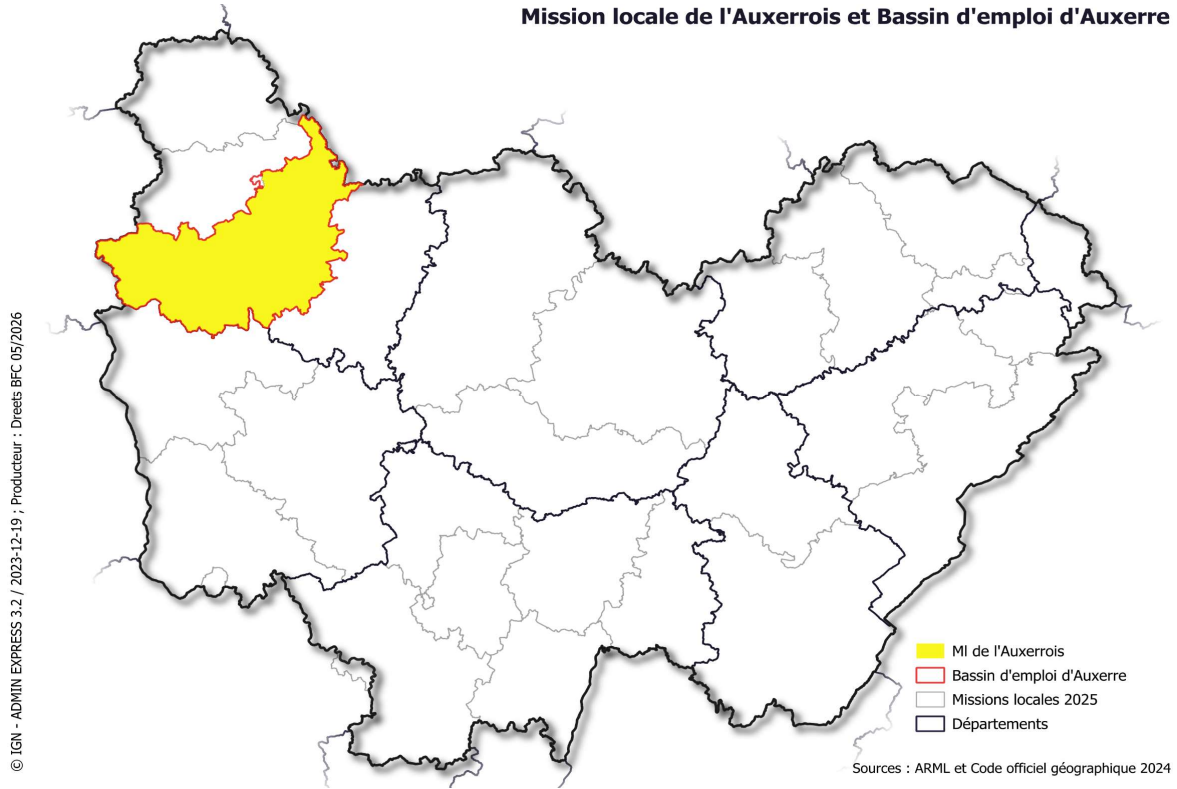 Mission locale de l'Auxerrois et Bassin d'emploi d'Auxerre
© IGN - ADMIN EXPRESS 3.2 / 2023-12-19 ; Producteur : Dreets BFC 05/2026
Ml de l'Auxerrois
Bassin d'emploi d'Auxerre
Missions locales 2025
Départements
Sources : ARML et Code officiel géographique 2024